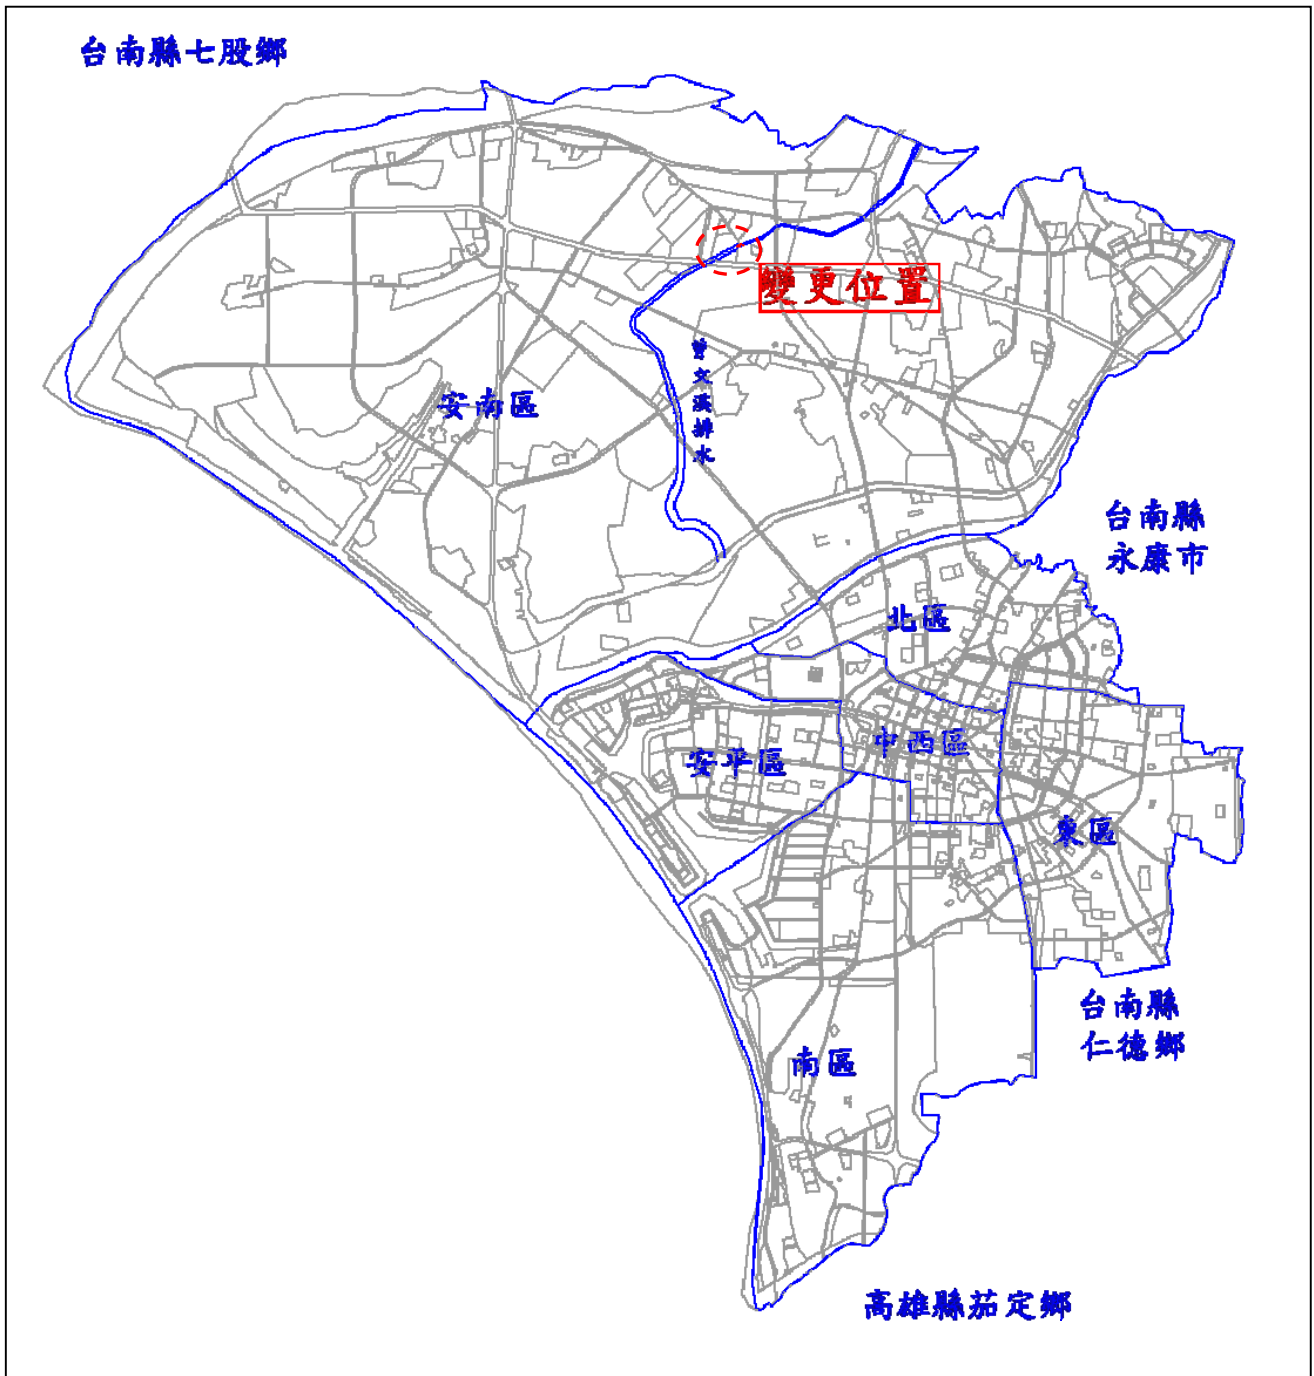 台南縣七股鄉
變更位置
曾文溪排水
安南區
台南縣
永康市
北區
中西區
安平區
東區
台南縣
仁德鄉
南區
高雄縣茄定鄉